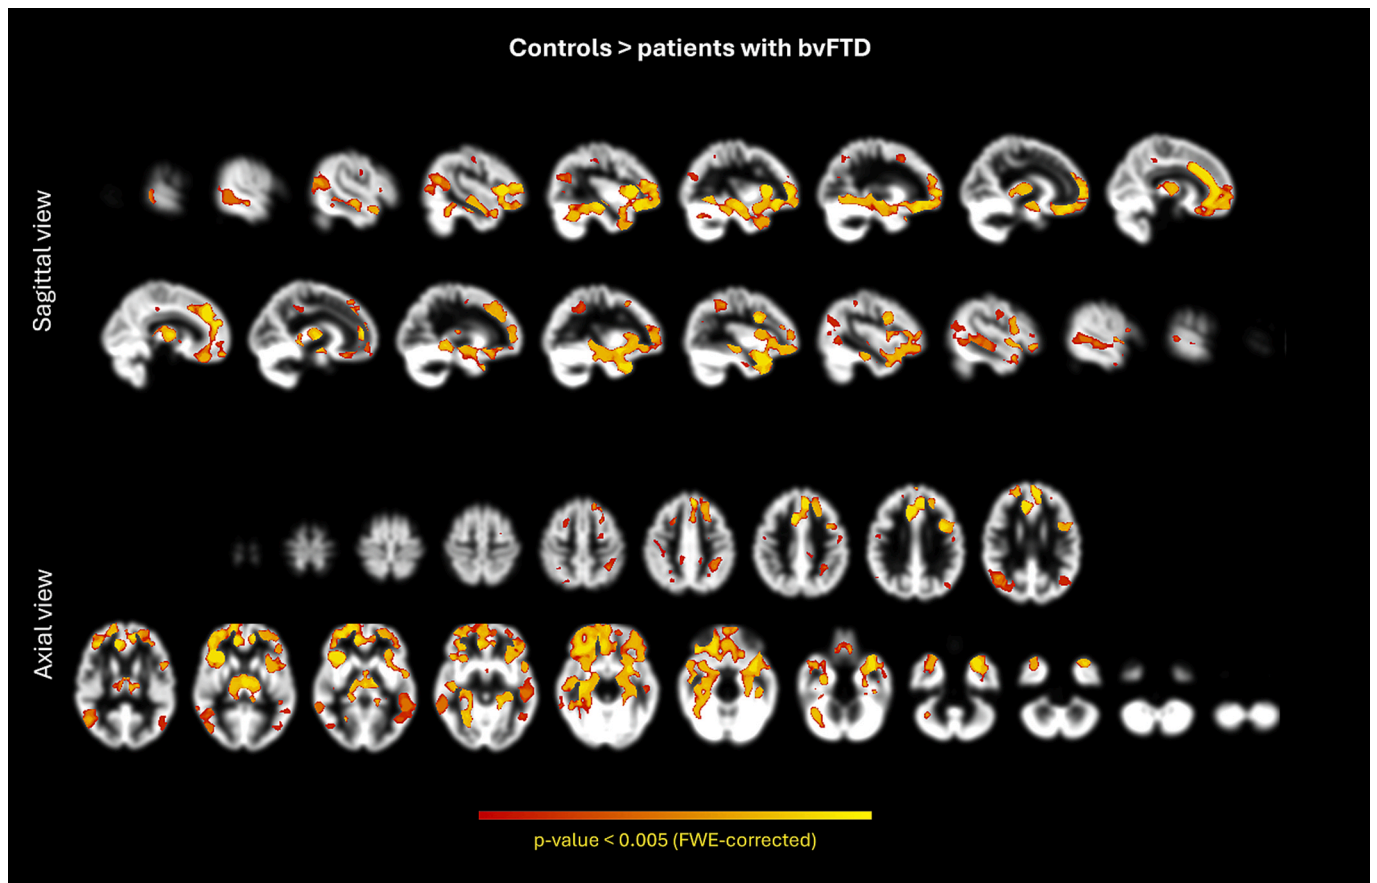 Controls > patients with bvFTD
Sagittal view
Axial view
p-value < 0.005 (FWE-corrected)